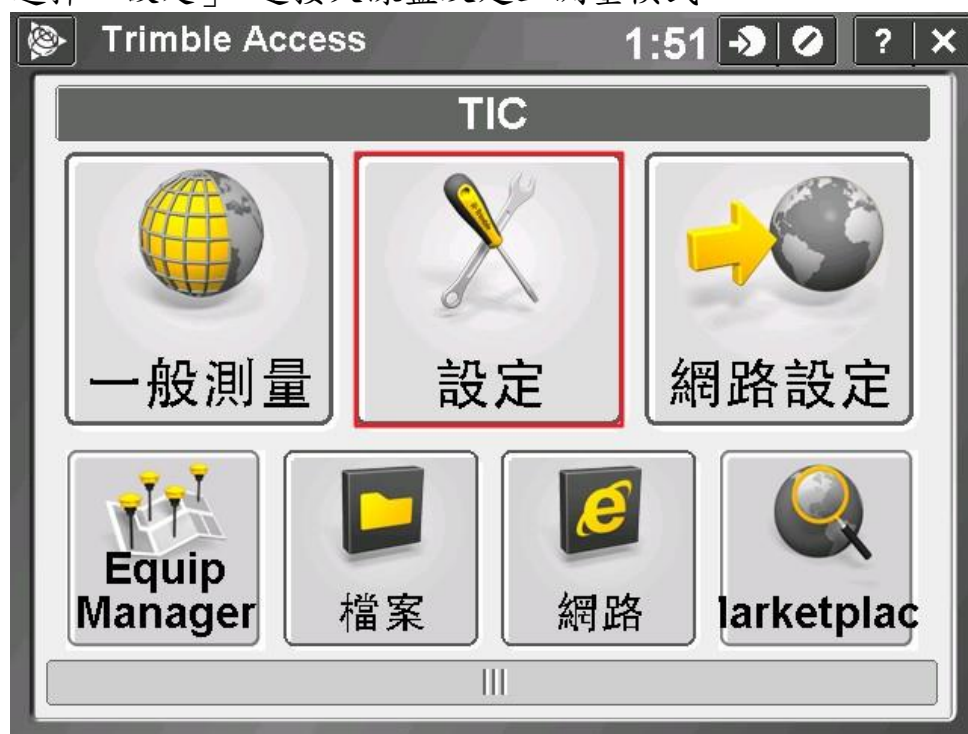 Trimble Access 1:51 ?
TIC
一般測量 設定 網路設定
Equip Manager 檔案 網路 Marketplac